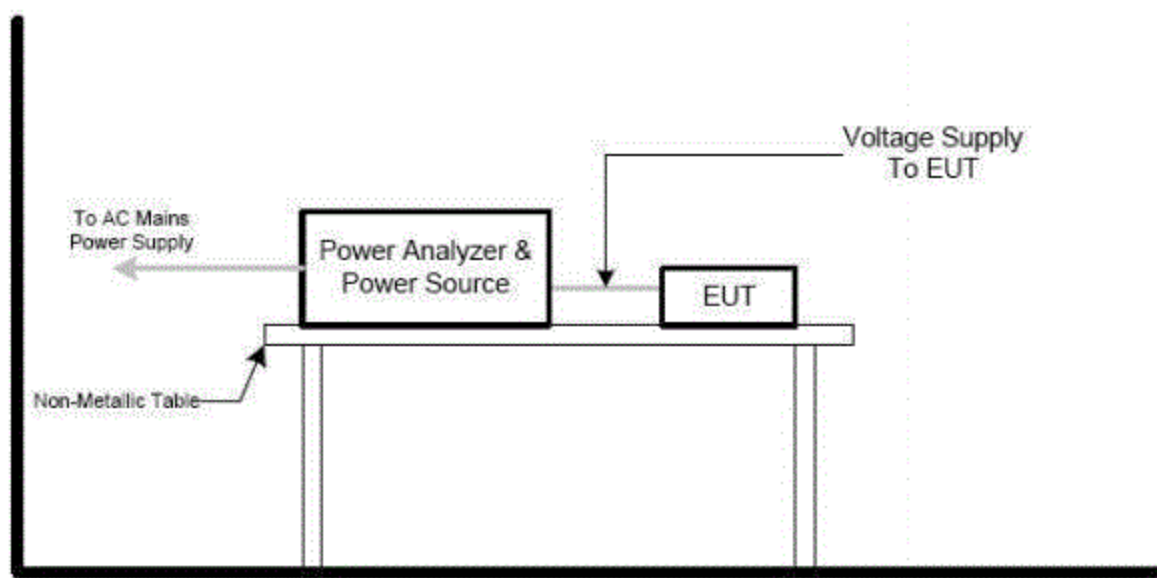 Voltage Supply
To EUT
To AC Mains
Power Supply
Power Analyzer &
Power Source
EUT
Non-Metallic Table